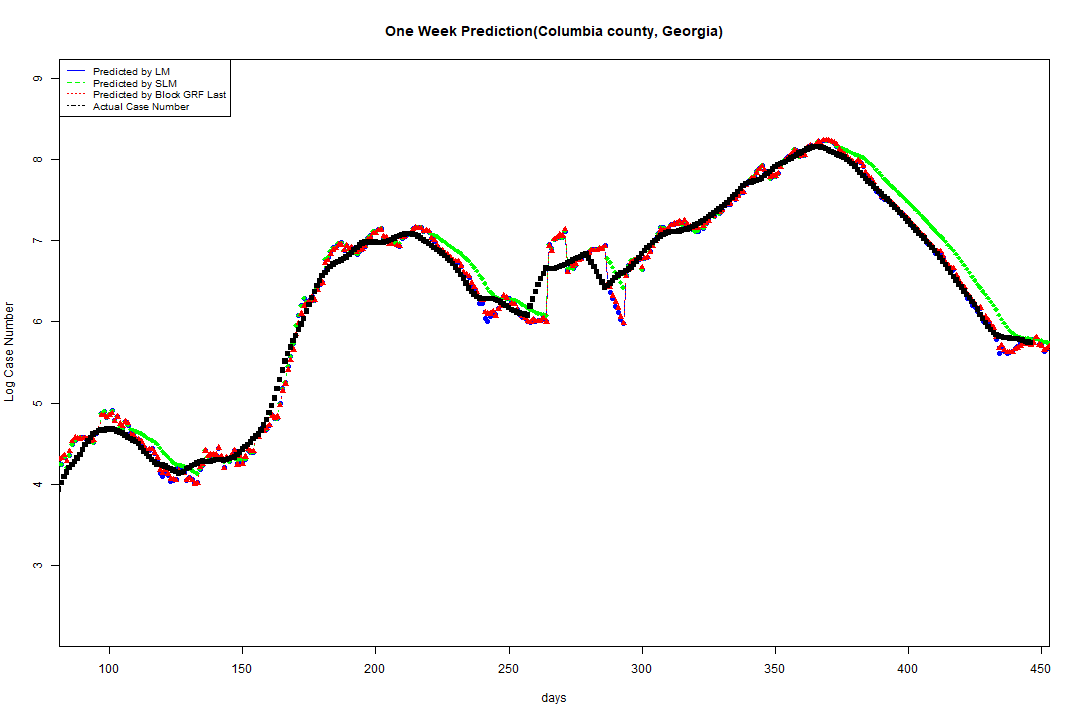 One Week Prediction(Columbia county, Georgia)
Predicted by LM
Predicted by SLM
Predicted by Block GRF Last
Actual Case Number
9
8
7
6
5
4
3
Log Case Number
100 150 200 250 300 350 400 450
days